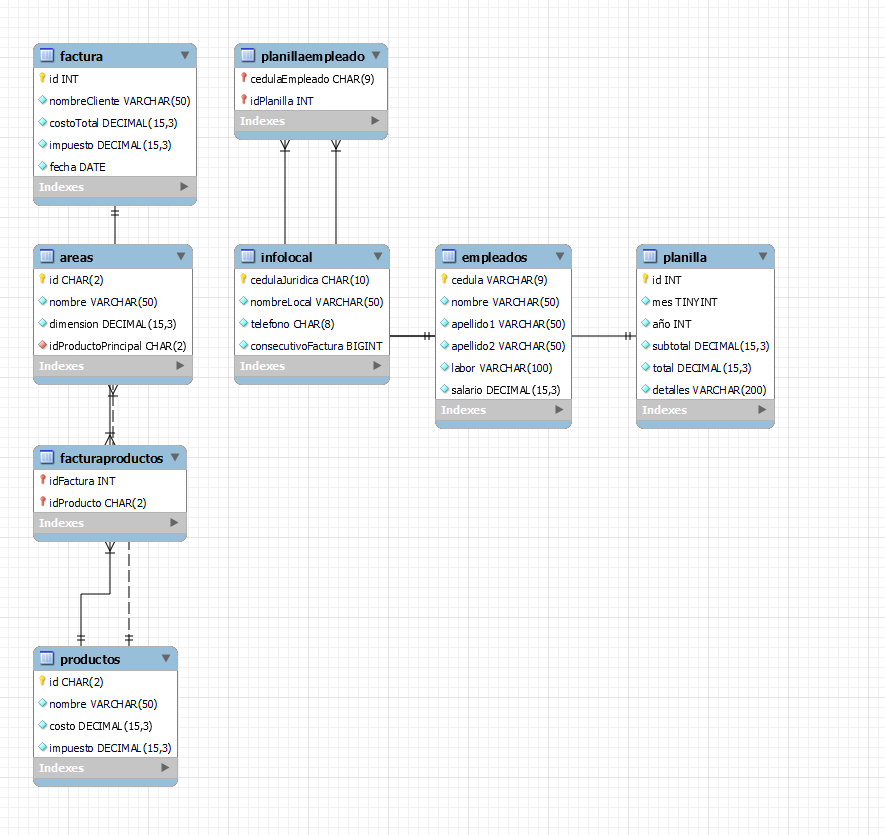 factura
id INT
nombreCliente VARCHAR(50)
costoTotal DECIMAL(15,3)
impuesto DECIMAL(15,3)
fecha DATE
Indexes
planillaempleado
cedulaEmpleado CHAR(9)
idPlanilla INT
Indexes
areas
id CHAR(2)
nombre VARCHAR(50)
dimension DECIMAL(15,3)
idProductoPrincipal CHAR(2)
Indexes
infolocal
cedulaJuridica CHAR(10)
nombreLocal VARCHAR(50)
telefono CHAR(8)
consecutivoFactura BIGINT
Indexes
empleados
cedula VARCHAR(9)
nombre VARCHAR(50)
apellido1 VARCHAR(50)
apellido2 VARCHAR(50)
labor VARCHAR(100)
salario DECIMAL(15,3)
Indexes
planilla
id INT
mes TINYINT
año INT
subtotal DECIMAL(15,3)
total DECIMAL(15,3)
detalles VARCHAR(200)
Indexes
facturaproductos
idFactura INT
idProducto CHAR(2)
Indexes
productos
id CHAR(2)
nombre VARCHAR(50)
costo DECIMAL(15,3)
impuesto DECIMAL(15,3)
Indexes